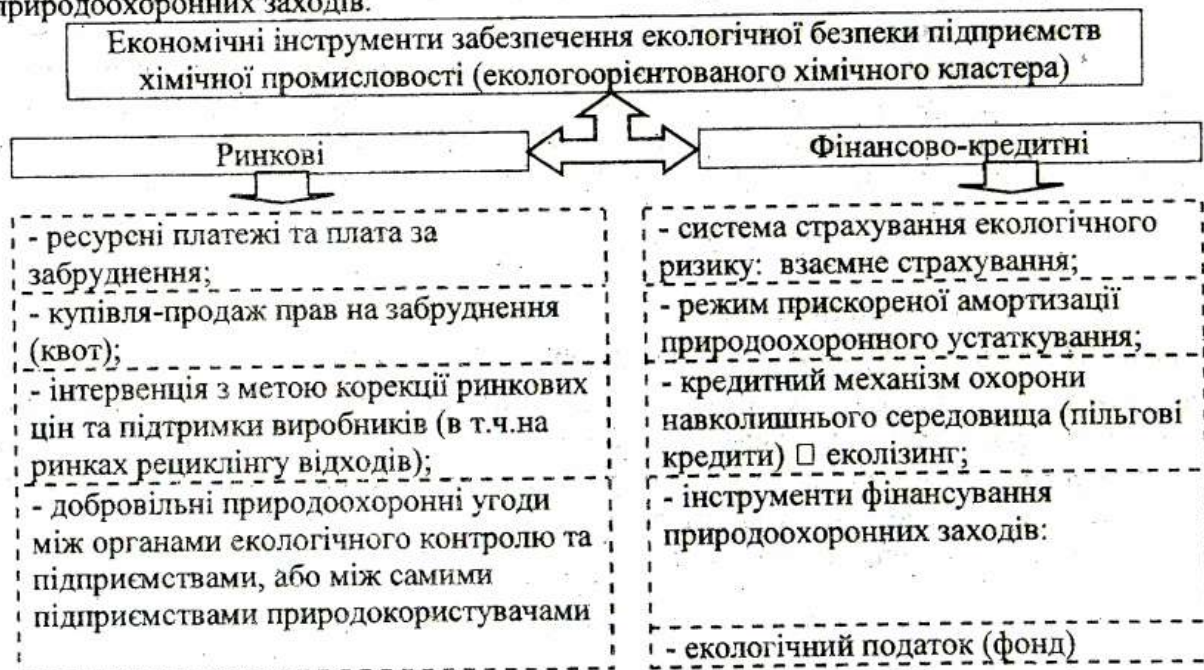 природоохоронних заходів.
Економічні інструменти забезпечення екологічної безпеки підприємств
хімічної промисловості (екологоорієнтованого хімічного кластера)
Ринкові
Фінансово-кредитні
- ресурсні платежі та плата за
забруднення;
- купівля-продаж прав на забруднення
(квот);
- інтервенція з метою корекції ринкових
цін та підтримки виробників (в т.ч.на
ринках рециклінгу відходів);
- добровільні природоохоронні угоди
між органами екологічного контролю та
підприємствами, або між самими
підприємствами природокористувачами
- система страхування екологічного
ризику: взаємне страхування;
- режим прискореної амортизації
природоохоронного устаткування;
- кредитний механізм охорони
навколишнього середовища (пільгові
кредити) □ еколізинг;
- інструменти фінансування
природоохоронних заходів:
- екологічний податок (фонд)